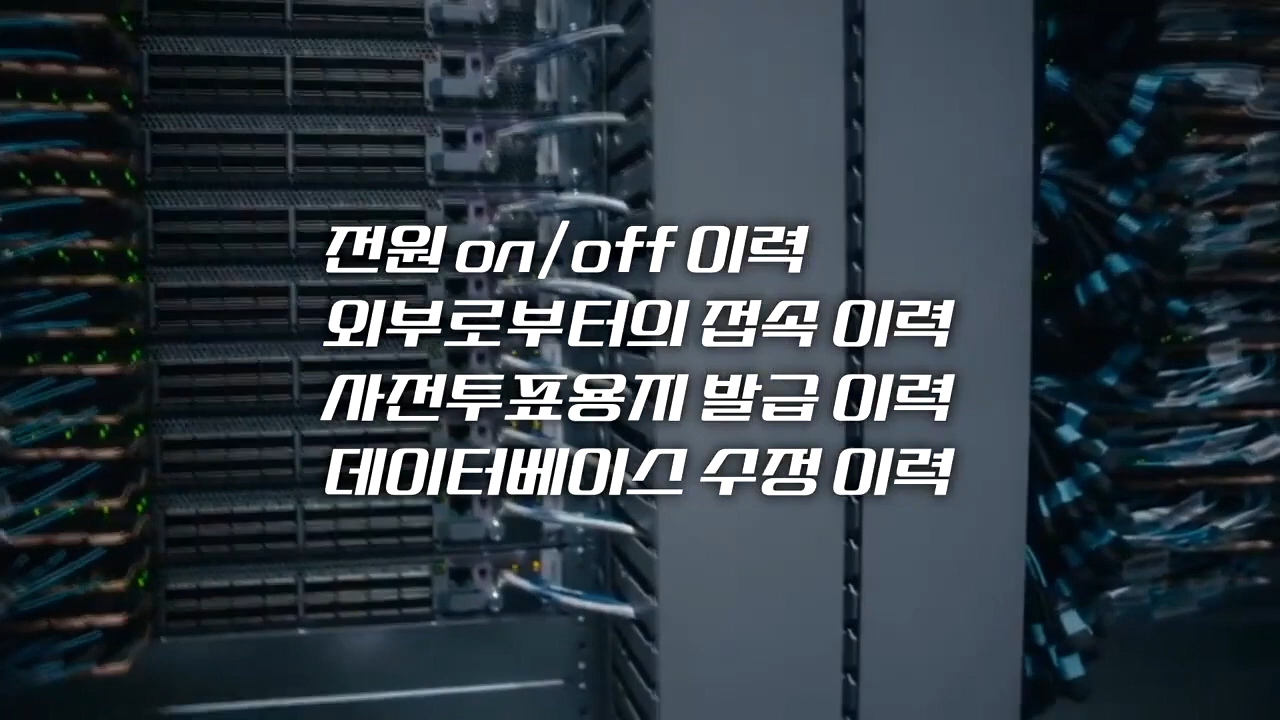 전원 on/off 이력
외부로부터의 접속 이력
사전투표용지 발급 이력
데이터베이스 수정 이력